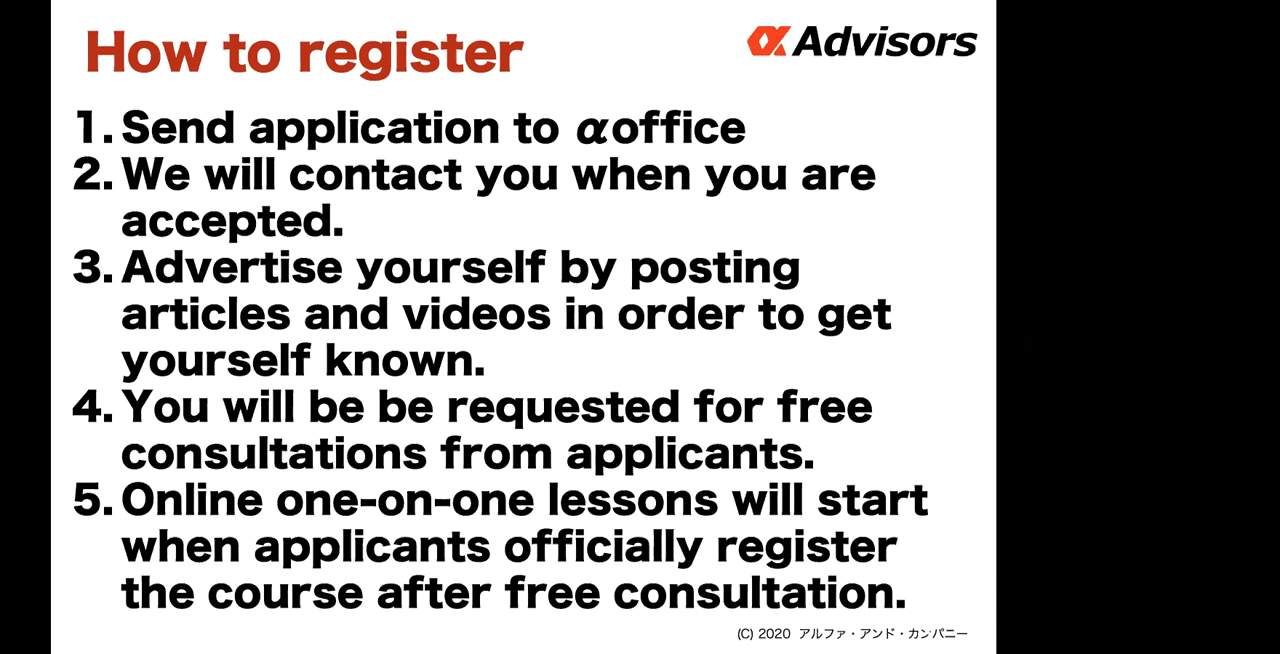 How to register
α Advisors
1. Send application to αoffice
2. We will contact you when you are
accepted.
3. Advertise yourself by posting
articles and videos in order to get
yourself known.
4. You will be be requested for free
consultations from applicants.
5. Online one-on-one lessons will start
when applicants officially register
the course after free consultation.
(C) 2020 アルファ・アンド・カンパニー